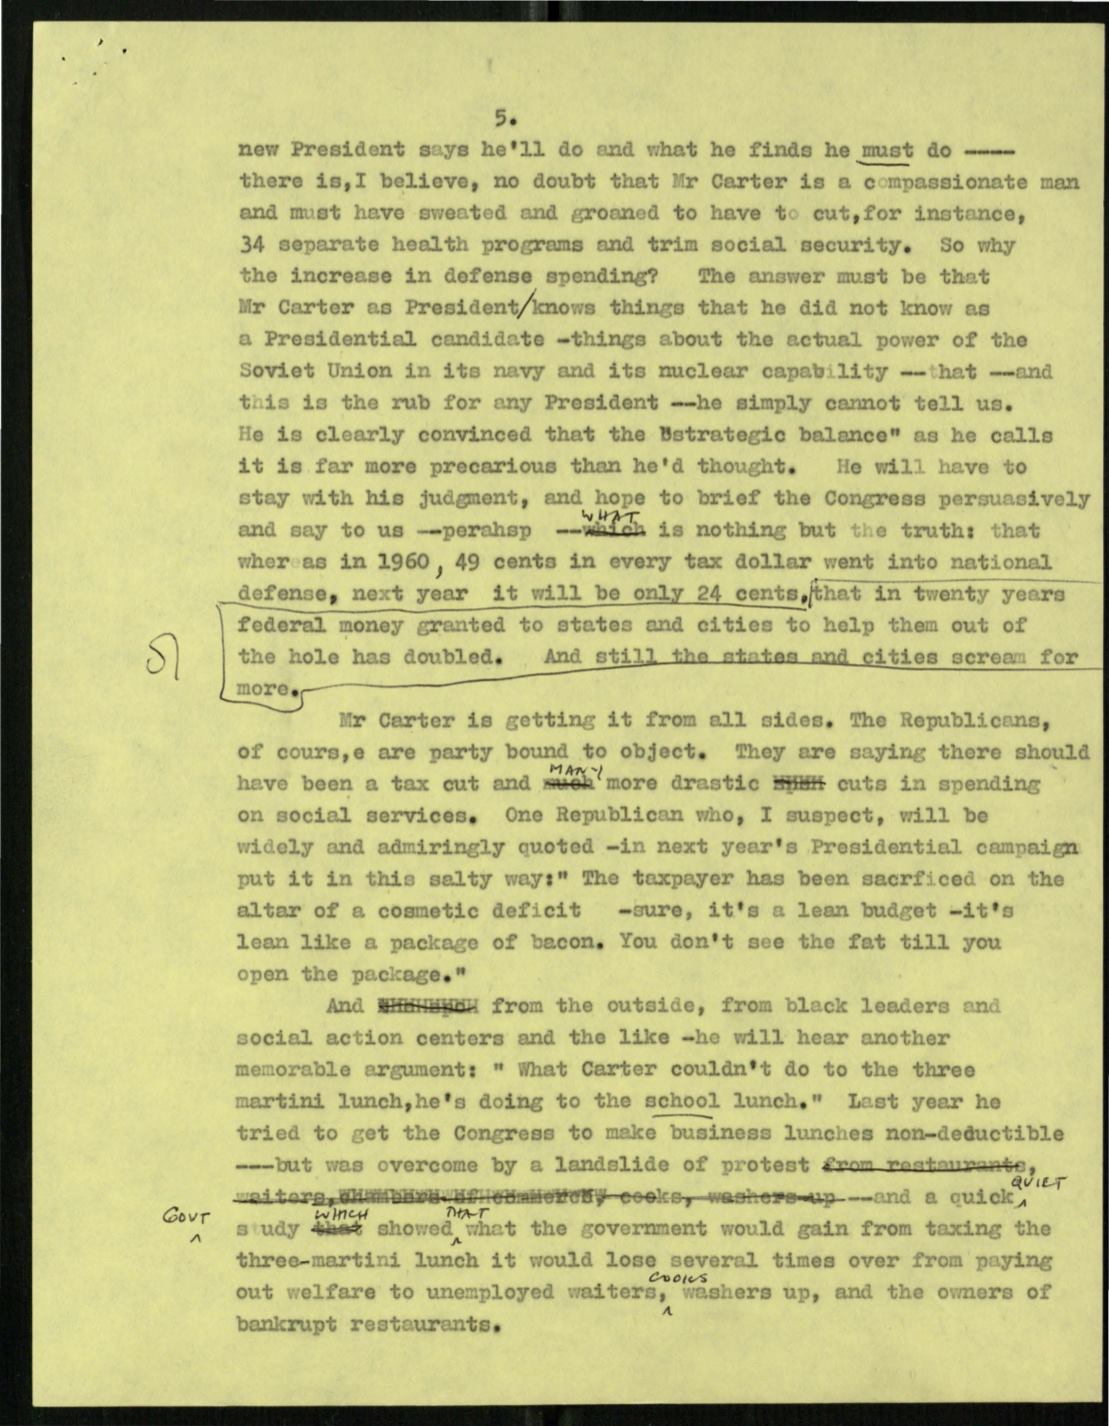 5.
new President says he'll do and what he finds he must do ----
there is,I believe, no doubt that Mr Carter is a compassionate man
and must have sweated and groaned to have to cut,for instance,
34 separate health programs and trim social security. So why
the increase in defense spending? The answer must be that
Mr Carter as President/knows things that he did not know as
a Presidential candidate -things about the actual power of the
Soviet Union in its navy and its nuclear capability --that --and
this is the rub for any President --he simply cannot tell us.
He is clearly convinced that the "strategic balance" as he calls
it is far more precarious than he'd thought. He will have to
stay with his judgment, and hope to brief the Congress persuasively
WHAT
and say to us --perahsp --which is nothing but the truth: that
wher as in 1960, 49 cents in every tax dollar went into national
defense, next year it will be only 24 cents, that in twenty years
federal money granted to states and cities to help them out of
the hole has doubled. And still the states and cities scream for
more.
Mr Carter is getting it from all sides. The Republicans,
of cours,e are party bound to object. They are saying there should
MANY
have been a tax cut and much more drastic cuts in spending
on social services. One Republican who, I suspect, will be
widely and admiringly quoted -in next year's Presidential campaign
put it in this salty way:" The taxpayer has been sacrficed on the
altar of a cosmetic deficit -sure, it's a lean budget -it's
lean like a package of bacon. You don't see the fat till you
open the package."
And from the outside, from black leaders and
social action centers and the like -he will hear another
memorable argument: " What Carter couldn't do to the three
martini lunch,he's doing to the school lunch." Last year he
tried to get the Congress to make business lunches non-deductible
---but was overcome by a landslide of protest from restaurants,
waiters, chambers of commerce, cooks, washers-up --and a quick
QUIET
GOVT WHICH THAT
study that showed what the government would gain from taxing the
three-martini lunch it would lose several times over from paying
COOKS
out welfare to unemployed waiters, washers up, and the owners of
bankrupt restaurants.